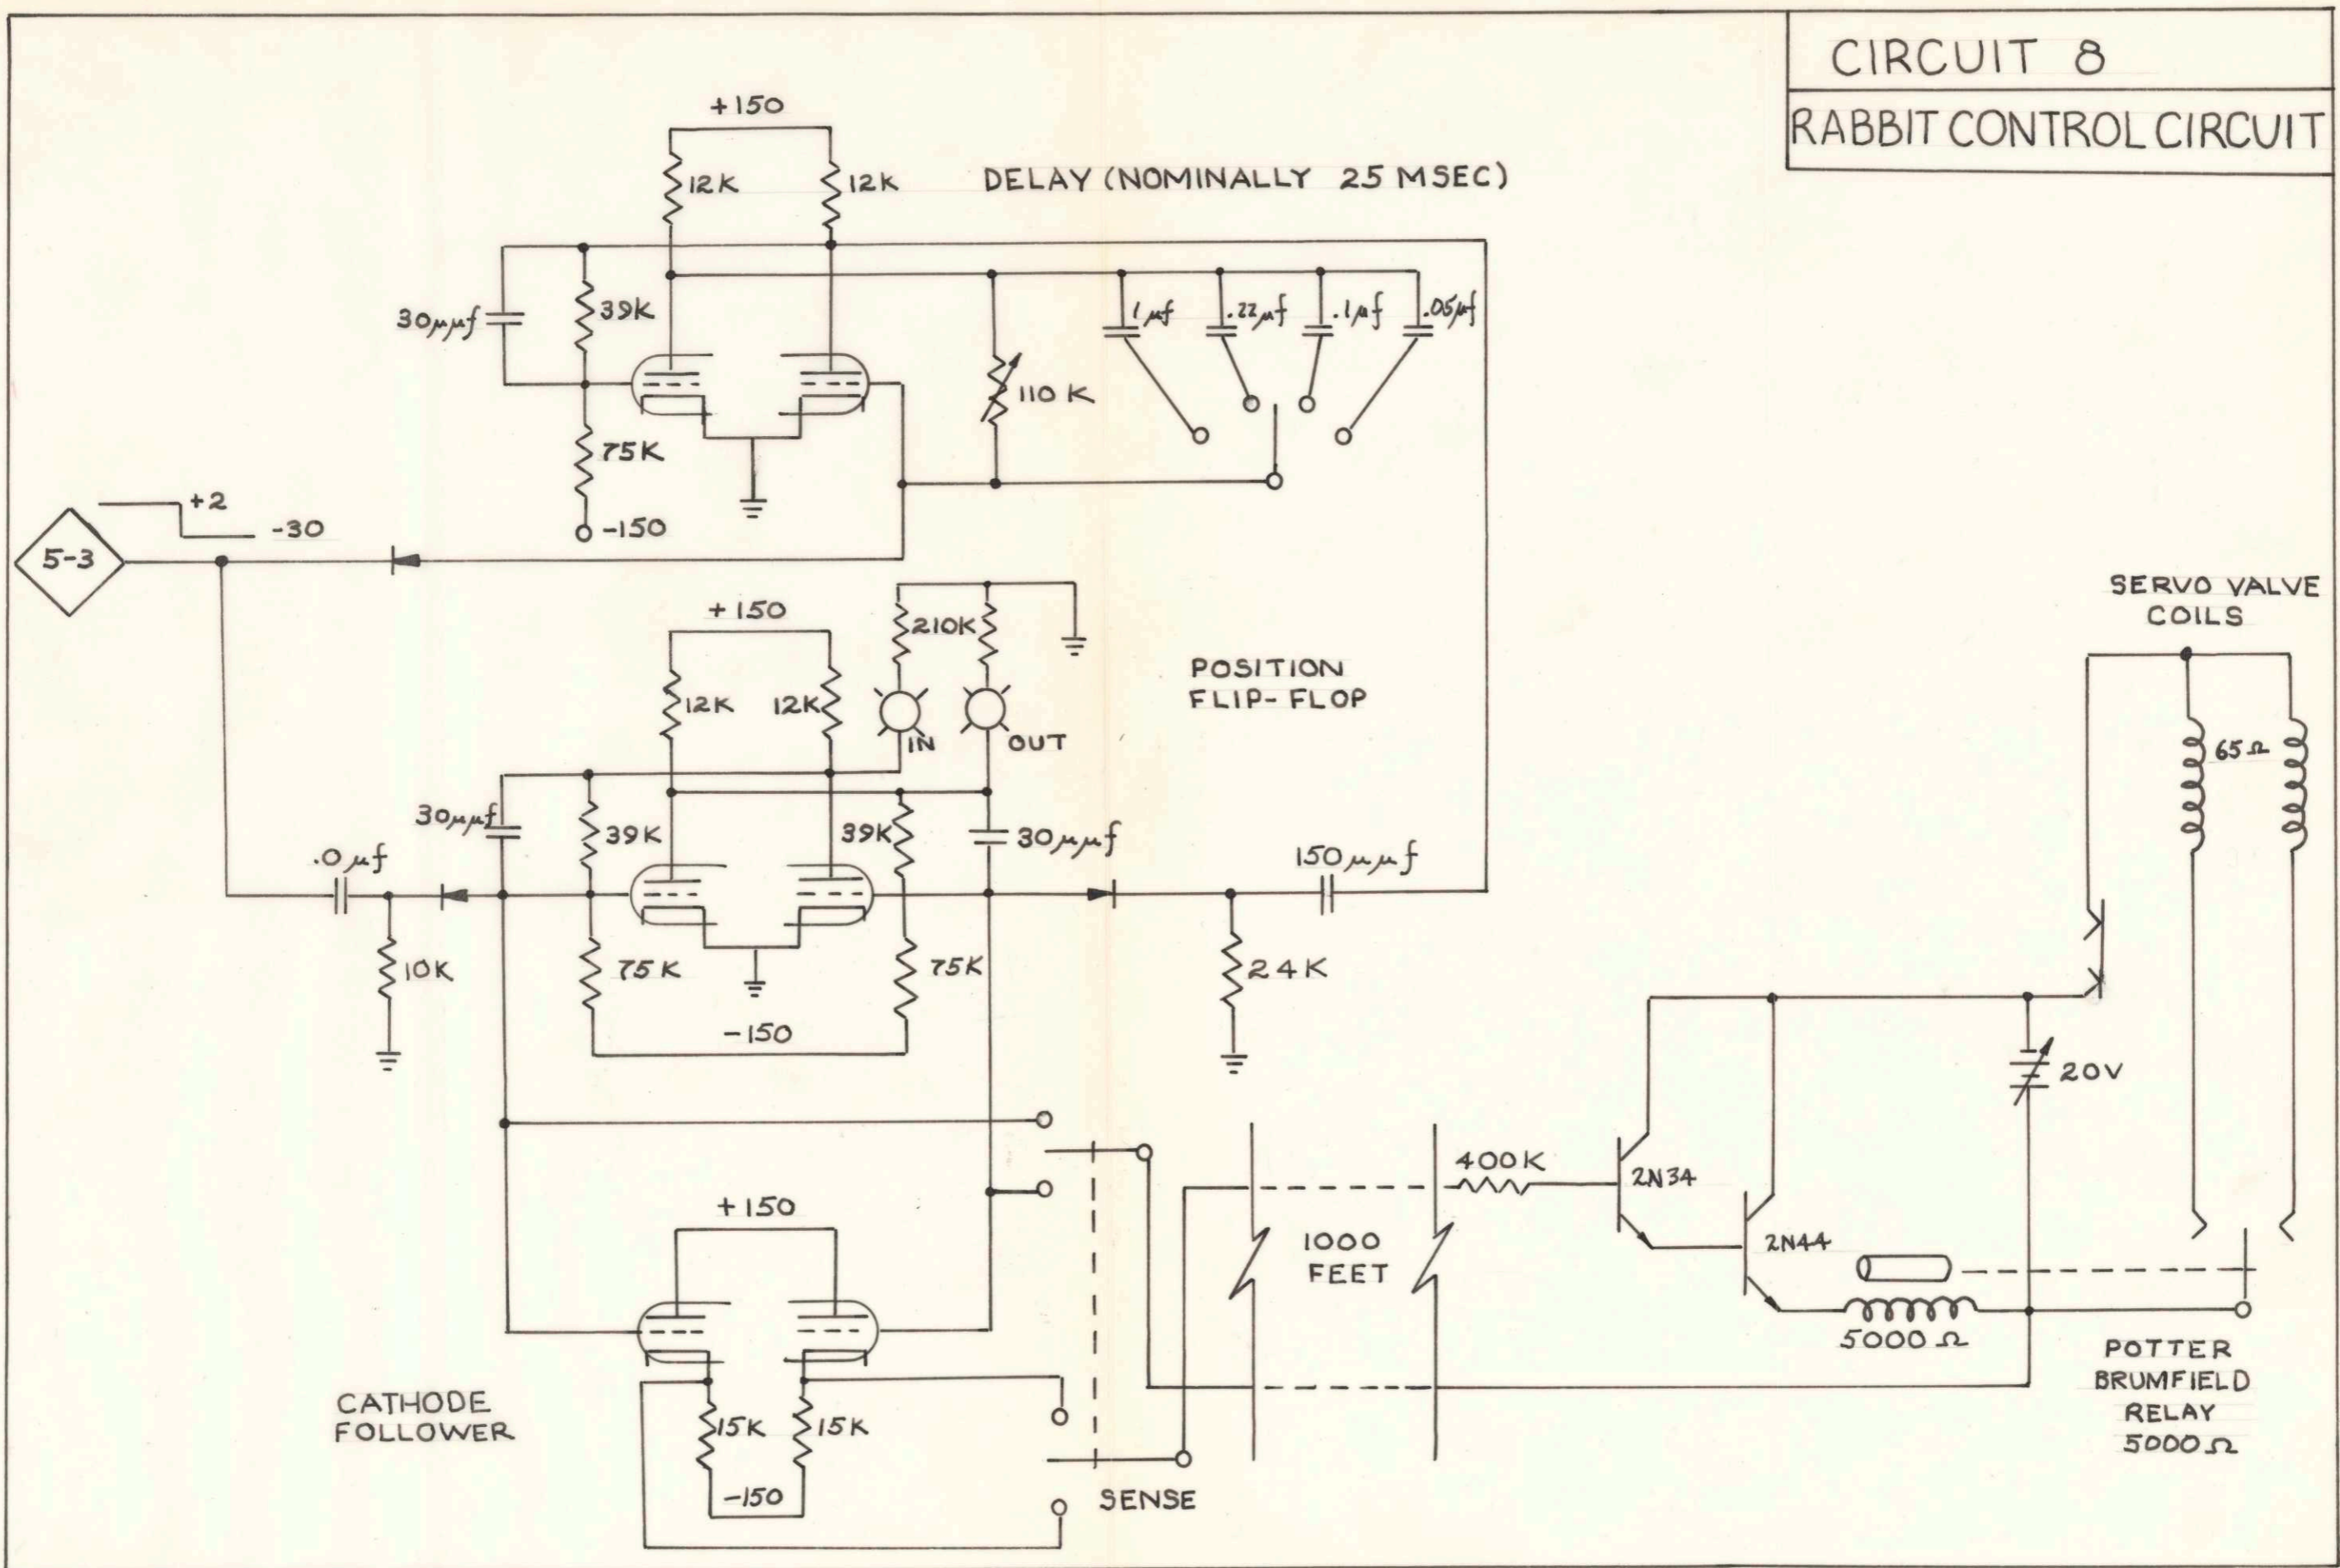 CIRCUIT 8
RABBIT CONTROL CIRCUIT
+150
12K
12K
DELAY (NOMINALLY 25 MSEC)
30μμf
39K
1μf
.22μf
.1μf
.05μf
110 K
75K
-150
+2
-30
5-3
SERVO VALVE
COILS
+150
210K
POSITION
FLIP-FLOP
12K
12K
IN
OUT
65Ω
30μμf
39K
39K
30μμf
.0μf
150μμf
10K
75K
75K
24K
-150
20V
400K
2N34
+150
1000
FEET
2N44
5000Ω
POTTER
BRUMFIELD
RELAY
5000Ω
CATHODE
FOLLOWER
15K
15K
-150
SENSE